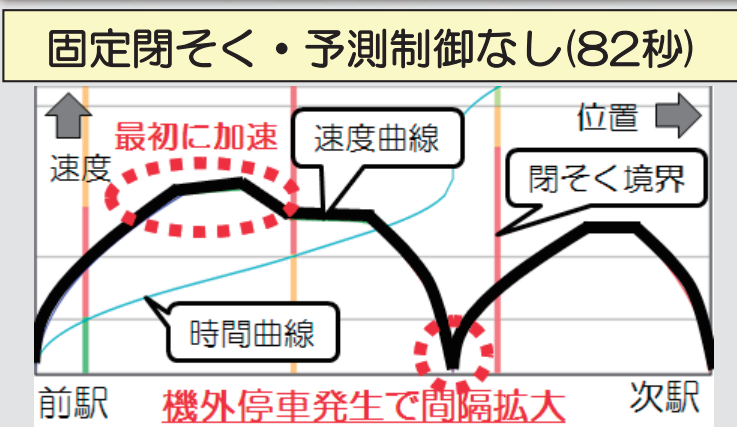 固定閉そく・予測制御なし(82秒)
位置
最初に加速
速度曲線
速度
閉そく境界
時間曲線
前駅
機外停車発生で間隔拡大
次駅